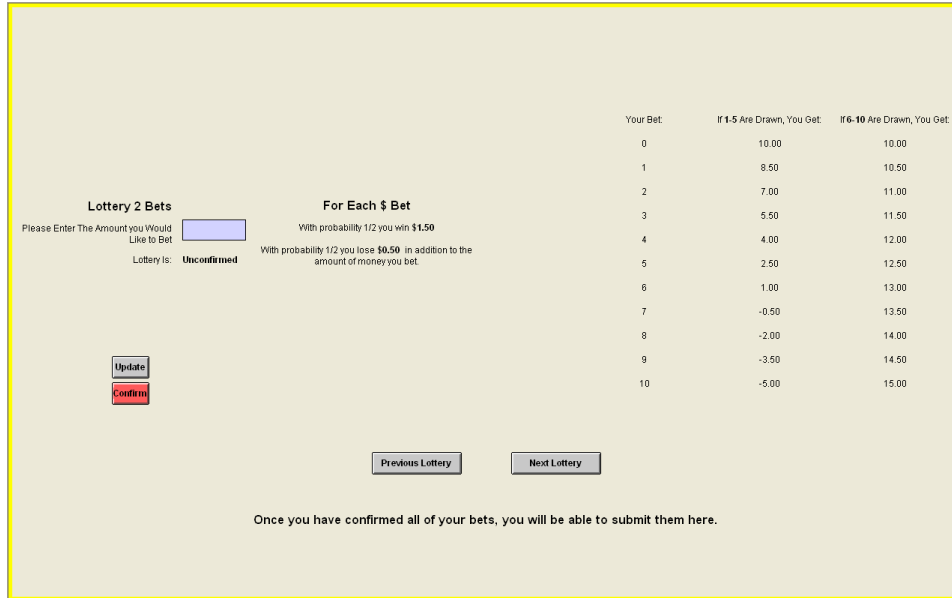 Your Bet: If 1-5 Are Drawn, You Get: If 6-10 Are Drawn, You Get:
0 10.00 10.00
1 8.50 10.50
2 7.00 11.00
3 5.50 11.50
4 4.00 12.00
5 2.50 12.50
6 1.00 13.00
7 -0.50 13.50
8 -2.00 14.00
9 -3.50 14.50
10 -5.00 15.00
Lottery 2 Bets
Please Enter The Amount you Would
Like to Bet
Lottery Is: Unconfirmed
For Each $ Bet
With probability 1/2 you win $1.50
With probability 1/2 you lose $0.50 in addition to the
amount of money you bet.
Update
Confirm
Previous Lottery Next Lottery
Once you have confirmed all of your bets, you will be able to submit them here.